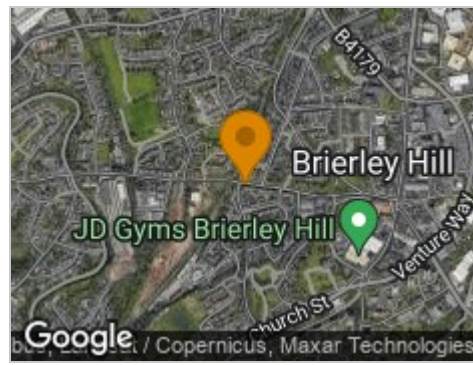 B4179
Brierley Hill
JD Gyms Brierley Hill
Venture Way
Church St
Google
/ Copernicus, Maxar Technologies